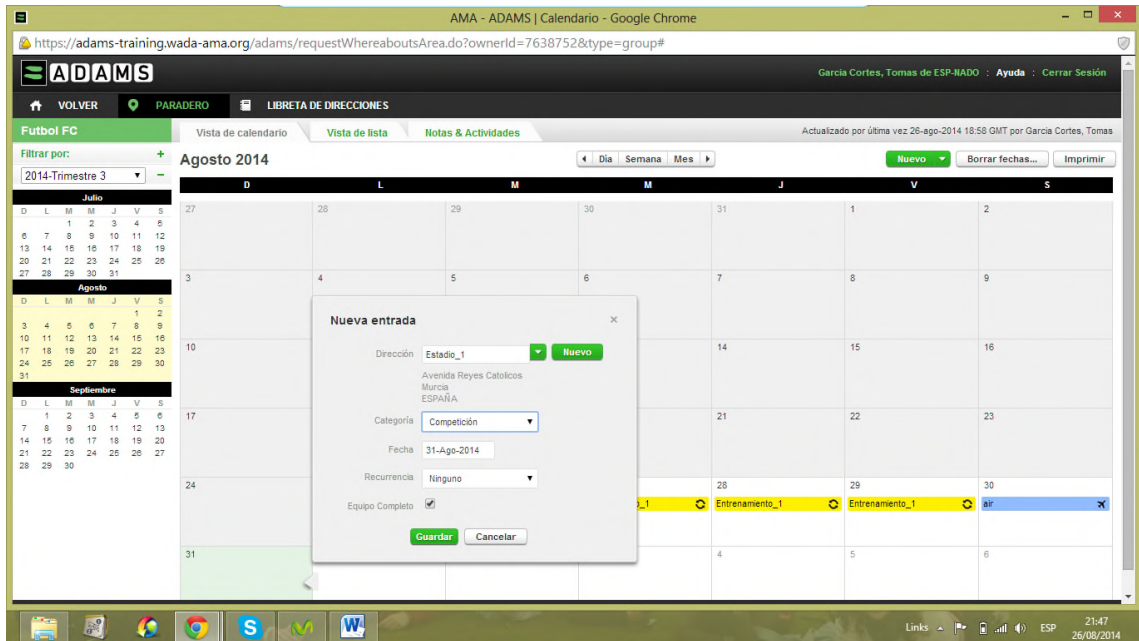 AMA - ADAMS | Calendario - Google Chrome
https://adams-training.wada-ama.org/adams/requestWhereaboutsArea.do?ownerId=7638752&type=group#
ADAMS
Garcia Cortes, Tomas de ESP-NADO : Ayuda : Cerrar Sesión
VOLVER PARADERO LIBRETA DE DIRECCIONES
Futbol FC
Vista de calendario Vista de lista Notas & Actividades
Actualizado por última vez 26-ago-2014 18:58 GMT por Garcia Cortes, Tomas
Filtrar por: +
2014-Trimestre 3 −
Agosto 2014
Dia Semana Mes
Nuevo Borrar fechas... Imprimir
Julio
D L M M J V S
1 2 3 4 5
6 7 8 9 10 11 12
13 14 15 16 17 18 19
20 21 22 23 24 25 26
27 28 29 30 31
Agosto
D L M M J V S
1 2
3 4 5 6 7 8 9
10 11 12 13 14 15 16
17 18 19 20 21 22 23
24 25 26 27 28 29 30
31
Septiembre
D L M M J V S
1 2 3 4 5 6
7 8 9 10 11 12 13
14 15 16 17 18 19 20
21 22 23 24 25 26 27
28 29 30
D L M M J V S
27 28 29 30 31 1 2
3 4 5 6 7 8 9
10 14 15 16
17 21 22 23
24 28 29 30
o_1 Entrenamiento_1 Entrenamiento_1 air
31 4 5 6
Nueva entrada ×
Dirección Estadio_1 Nuevo
Avenida Reyes Catolicos
Murcia
ESPAÑA
Categoría Competición
Fecha 31-Ago-2014
Recurrencia Ninguno
Equipo Completo
Guardar Cancelar
Links ESP 21:47
26/08/2014